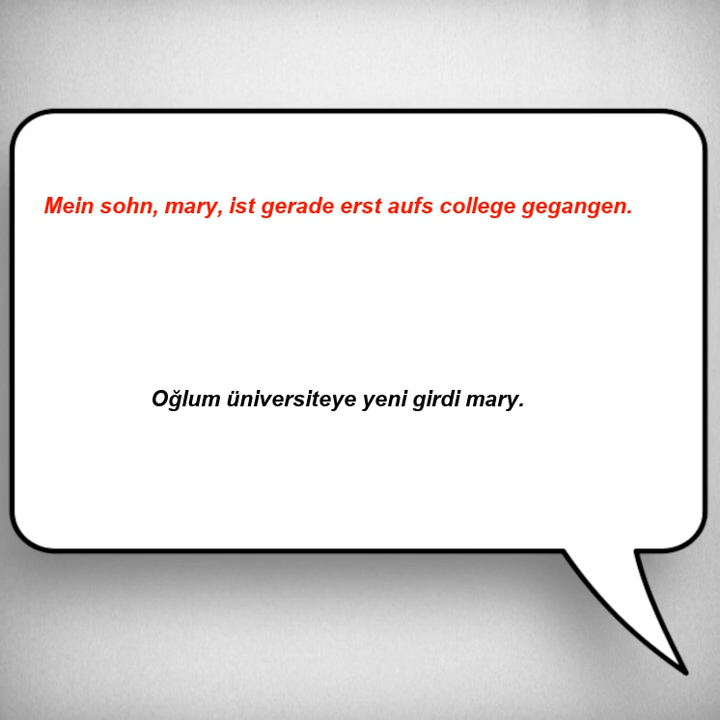 Mein sohn, mary, ist gerade erst aufs college gegangen.
Oğlum üniversiteye yeni girdi mary.